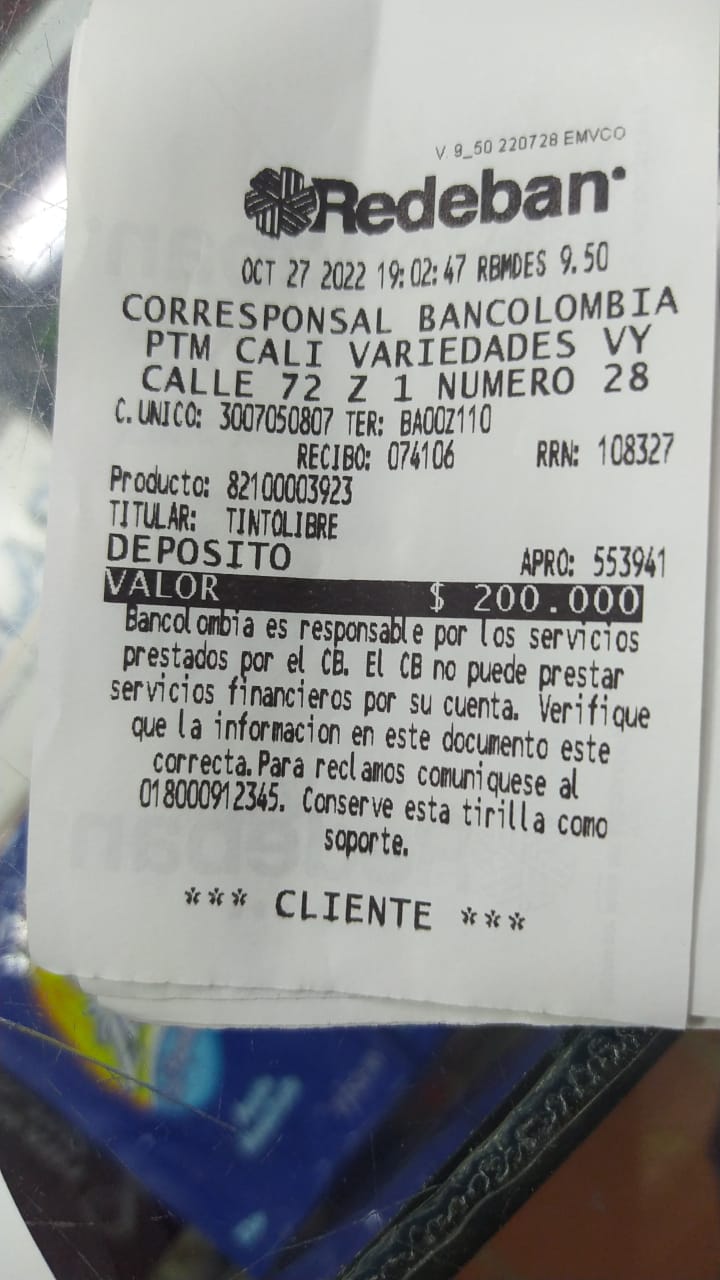 V. 9_50 220728 EMVCO
Redeban
OCT 27 2022 19:02:47 RBMDES 9.50
CORRESPONSAL BANCOLOMBIA
PTM CALI VARIEDADES VY
CALLE 72 Z 1 NUMERO 28
C. UNICO: 3007050807 TER: BA00Z110
RECIBO: 074106 RRN: 108327
Producto: 82100003923
TITULAR: TINTOLIBRE
DEPOSITO APRO: 553941
VALOR $ 200.000
Bancolombia es responsable por los servicios
prestados por el CB. El CB no puede prestar
servicios financieros por su cuenta. Verifique
que la informacion en este documento este
correcta. Para reclamos comuniquese al
018000912345. Conserve esta tirilla como
soporte.
*** CLIENTE ***